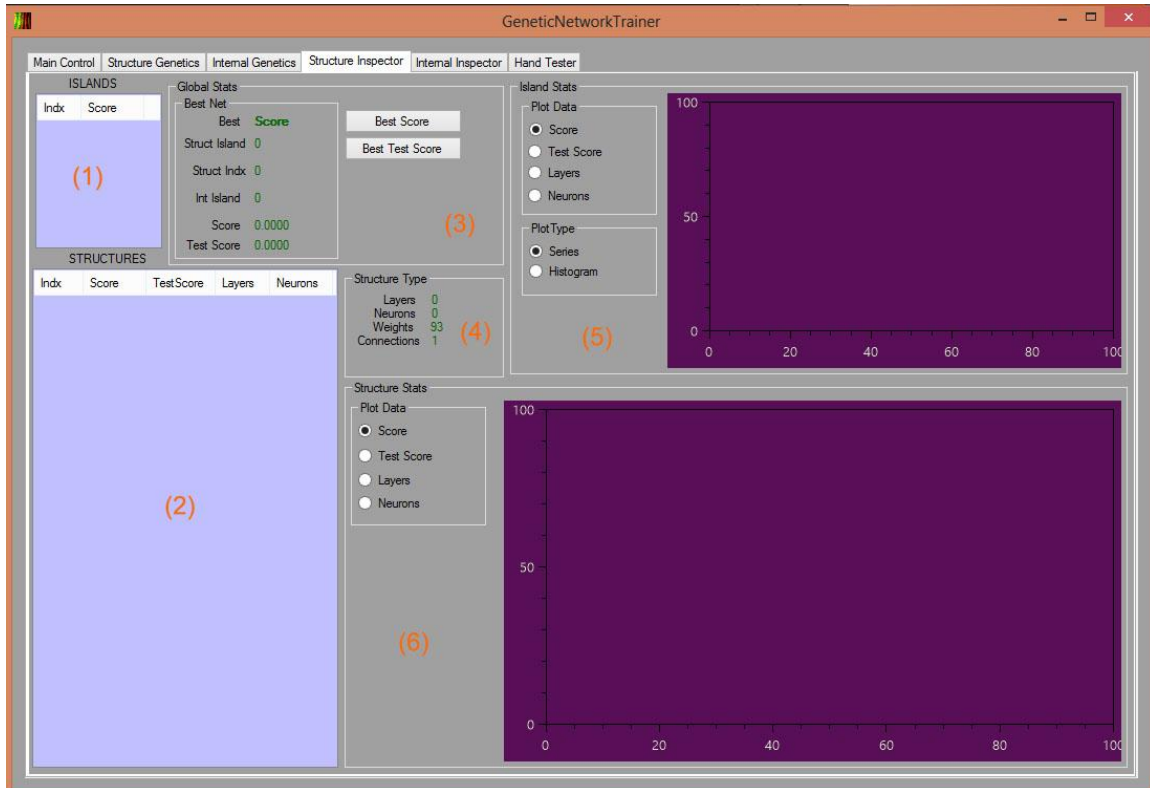 GeneticNetworkTrainer
Main Control Structure Genetics Internal Genetics Structure Inspector Internal Inspector Hand Tester
ISLANDS
Indx Score
(1)
STRUCTURES
Indx Score TestScore Layers Neurons
(2)
Global Stats
Best Net
Best Score
Struct Island 0
Struct Indx 0
Int Island 0
Score 0.0000
Test Score 0.0000
Best Score
Best Test Score
(3)
Structure Type
Layers 0
Neurons 0
Weights 93
Connections 1
(4)
Island Stats
Plot Data
Score
Test Score
Layers
Neurons
PlotType
Series
Histogram
(5)
100
50
0
0 20 40 60 80 100
Structure Stats
Plot Data
Score
Test Score
Layers
Neurons
(6)
100
50
0
0 20 40 60 80 100